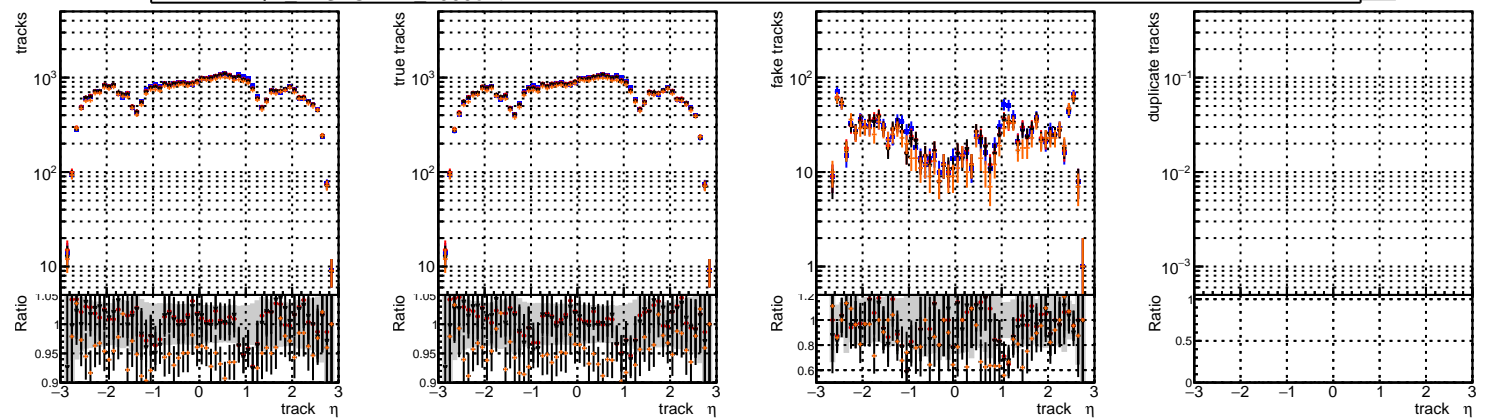 tracks
10³
10²
10
Ratio
1.05
1
0.95
0.9
−3 −2 −1 0 1 2 3
track η
true tracks
10³
10²
10
Ratio
1.05
1
0.95
0.9
−3 −2 −1 0 1 2 3
track η
fake tracks
10²
10
1
Ratio
1.2
1
0.8
0.6
−3 −2 −1 0 1 2 3
track η
duplicate tracks
10⁻¹
10⁻²
10⁻³
Ratio
1
0.5
0
−3 −2 −1 0 1 2 3
track η